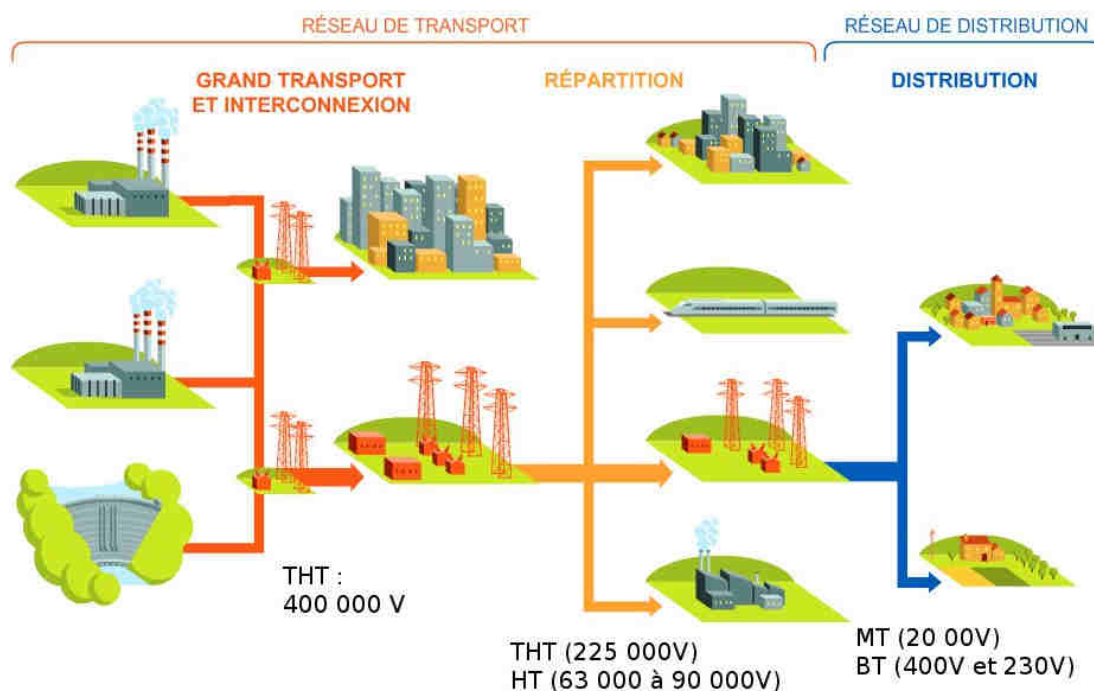 RÉSEAU DE TRANSPORT
RÉSEAU DE DISTRIBUTION
GRAND TRANSPORT
ET INTERCONNEXION
RÉPARTITION
DISTRIBUTION
THT :
400 000 V
THT (225 000V)
HT (63 000 à 90 000V)
MT (20 00V)
BT (400V et 230V)